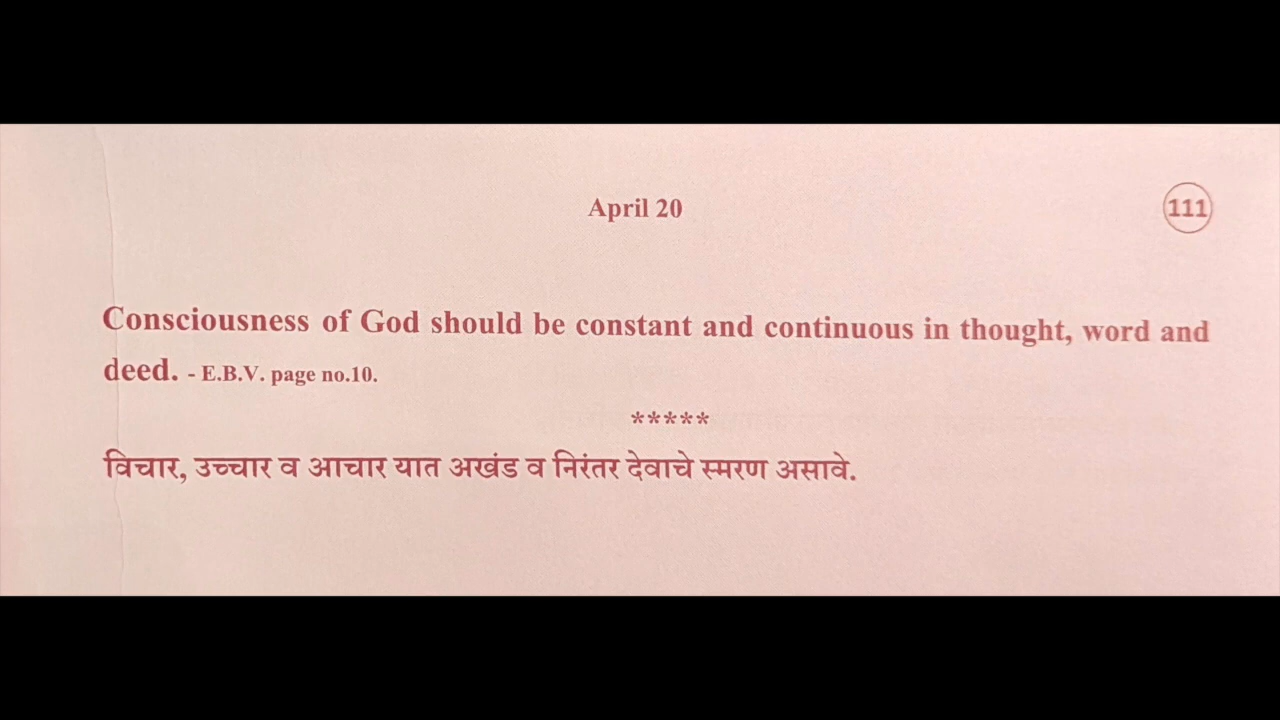 April 20
111
Consciousness of God should be constant and continuous in thought, word and
deed. - E.B.V. page no.10.
*****
विचार, उच्चार व आचार यात अखंड व निरंतर देवाचे स्मरण असावे.